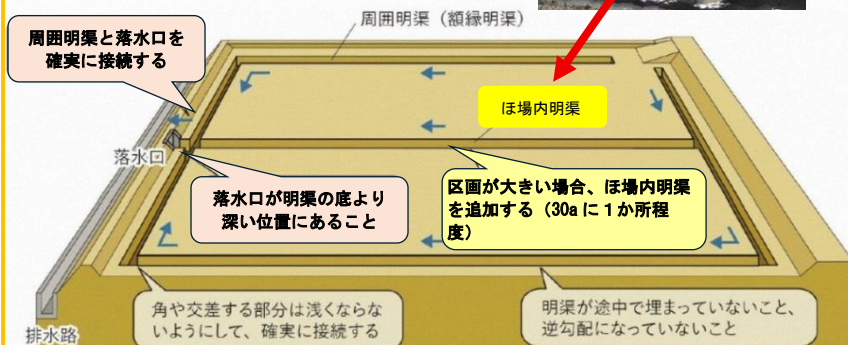 周囲明渠（額縁明渠）
周囲明渠と落水口を
確実に接続する
ほ場内明渠
落水口
落水口が明渠の底より
深い位置にあること
区画が大きい場合、ほ場内明渠
を追加する（30a に１か所程
度）
角や交差する部分は浅くならな
いようにして、確実に接続する
明渠が途中で埋まっていないこと、
逆勾配になっていないこと
排水路